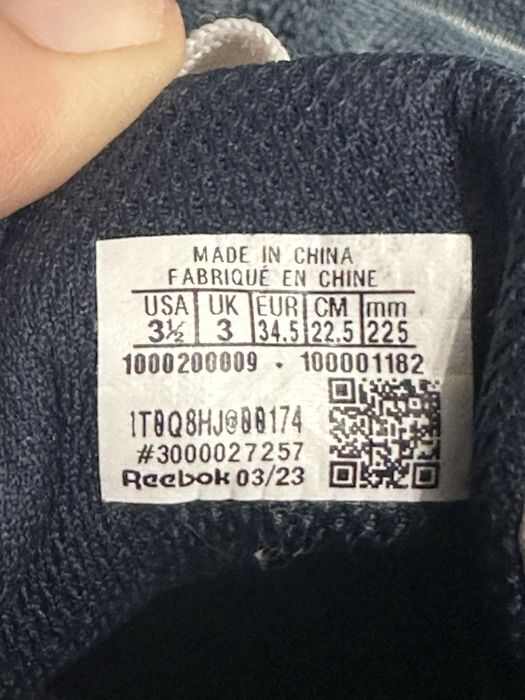 MADE IN CHINA
FABRIQUÉ EN CHINE
USA UK EUR CM mm
3½ 3 34.5 22.5 225
1000200009 • 100001182
1T0Q8HJ@00174
#3000027257
Reebok 03/23